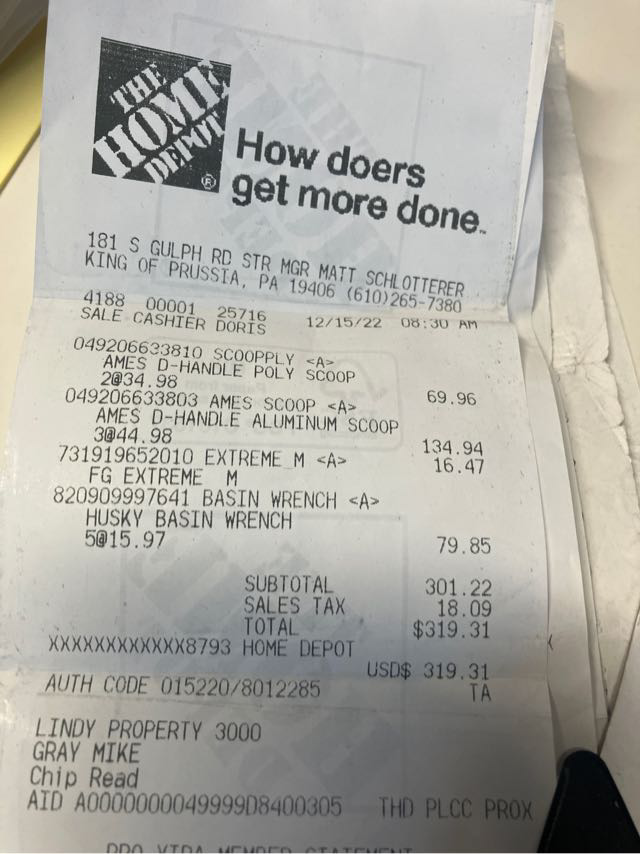 THE
HOME
DEPOT
®
How doers
get more done™
181 S GULPH RD STR MGR MATT SCHLOTTERER
KING OF PRUSSIA, PA 19406 (610)265-7380
4188 00001 25716 12/15/22 08:30 AM
SALE CASHIER DORIS
049206633810 SCOOPPLY <A>
AMES D-HANDLE POLY SCOOP
2@34.98 69.96
049206633803 AMES SCOOP <A>
AMES D-HANDLE ALUMINUM SCOOP
3@44.98 134.94
731919652010 EXTREME M <A> 16.47
FG EXTREME M
820909997641 BASIN WRENCH <A>
HUSKY BASIN WRENCH
5@15.97 79.85
SUBTOTAL 301.22
SALES TAX 18.09
TOTAL $319.31
XXXXXXXXXXXX8793 HOME DEPOT
USD$ 319.31
AUTH CODE 015220/8012285 TA
LINDY PROPERTY 3000
GRAY MIKE
Chip Read
AID A0000000049999D8400305 THD PLCC PROX
PRO XTRA MEMBER STATEMENT